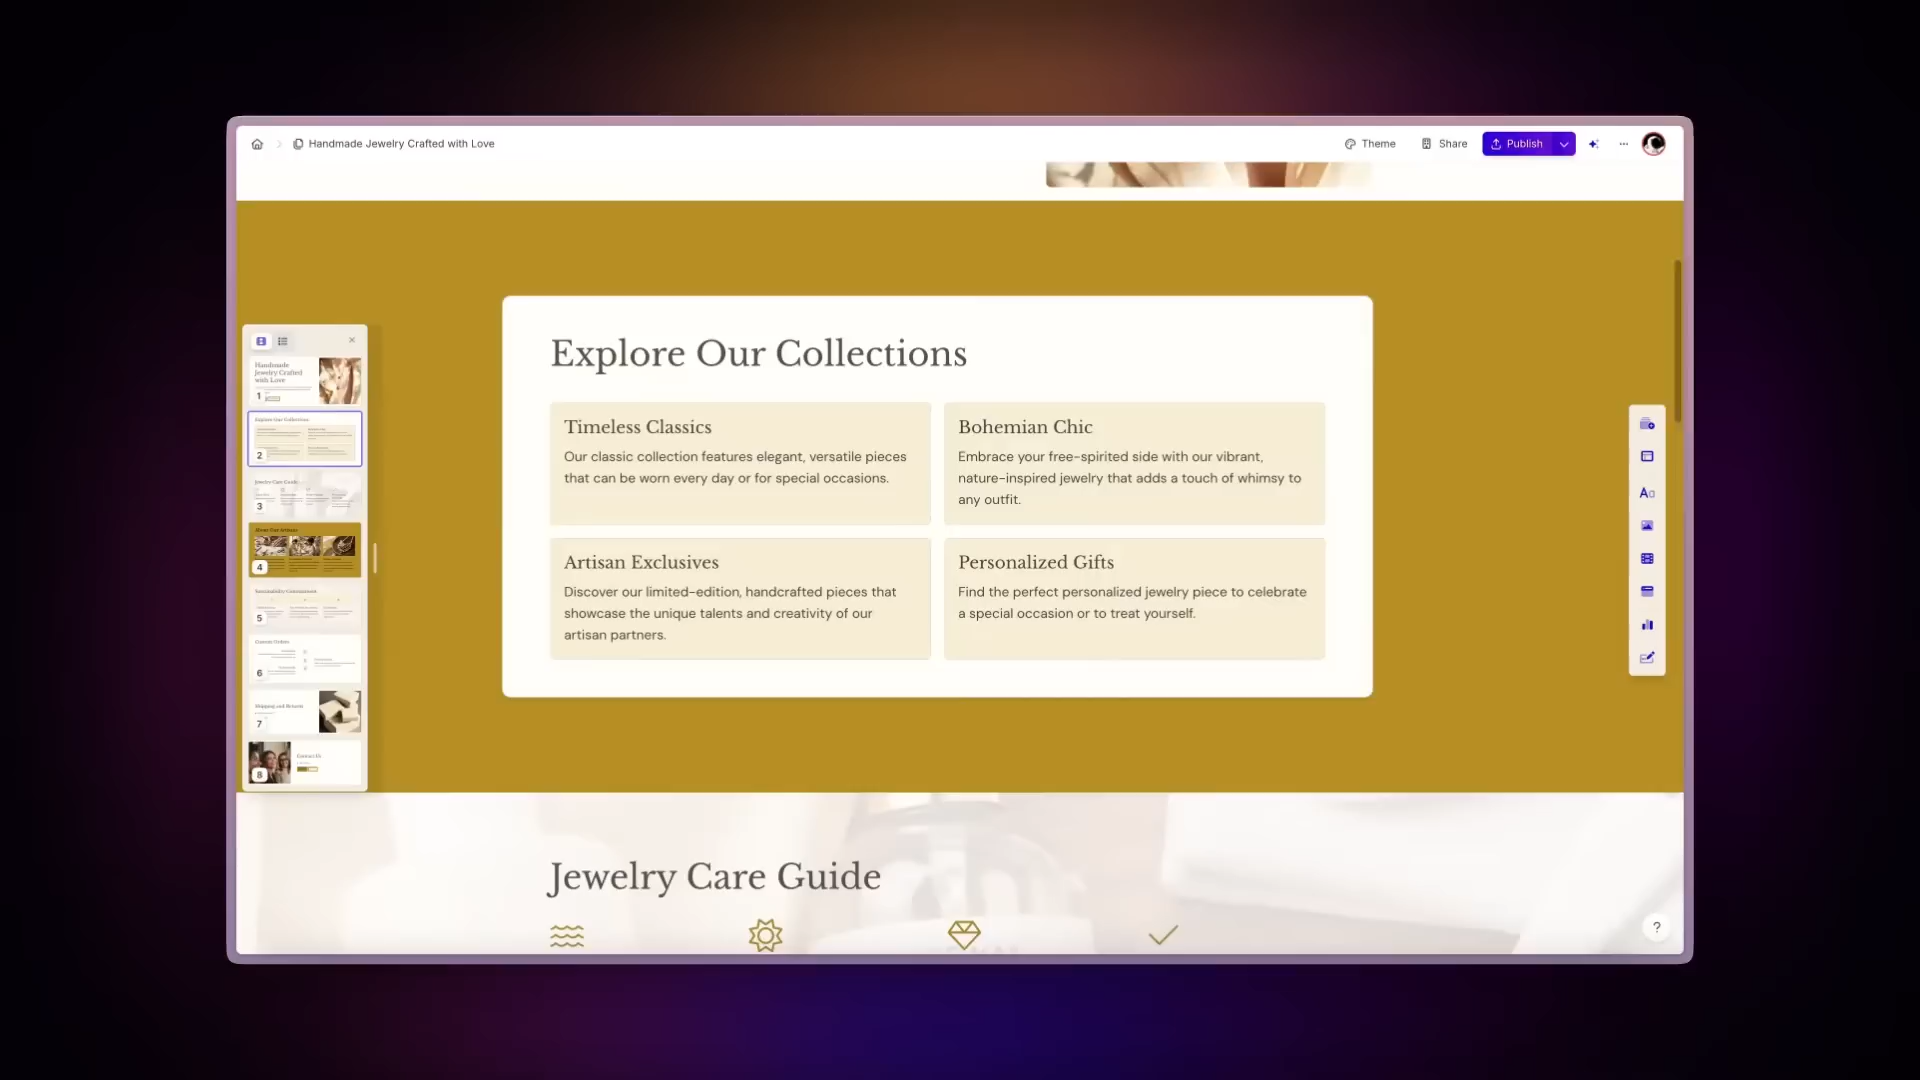 Handmade Jewelry Crafted with Love
Theme
Share
Publish
Explore Our Collections
Timeless Classics
Our classic collection features elegant, versatile pieces
that can be worn every day or for special occasions.
Bohemian Chic
Embrace your free-spirited side with our vibrant,
nature-inspired jewelry that adds a touch of whimsy to
any outfit.
Artisan Exclusives
Discover our limited-edition, handcrafted pieces that
showcase the unique talents and creativity of our
artisan partners.
Personalized Gifts
Find the perfect personalized jewelry piece to celebrate
a special occasion or to treat yourself.
Handmade
Jewelry Crafted
with Love
1
Explore Our Collections
2
Jewelry Care Guide
3
4
Sustainability Commitment
5
Custom Orders
6
Shipping and Returns
7
Contact Us
8
Jewelry Care Guide
?